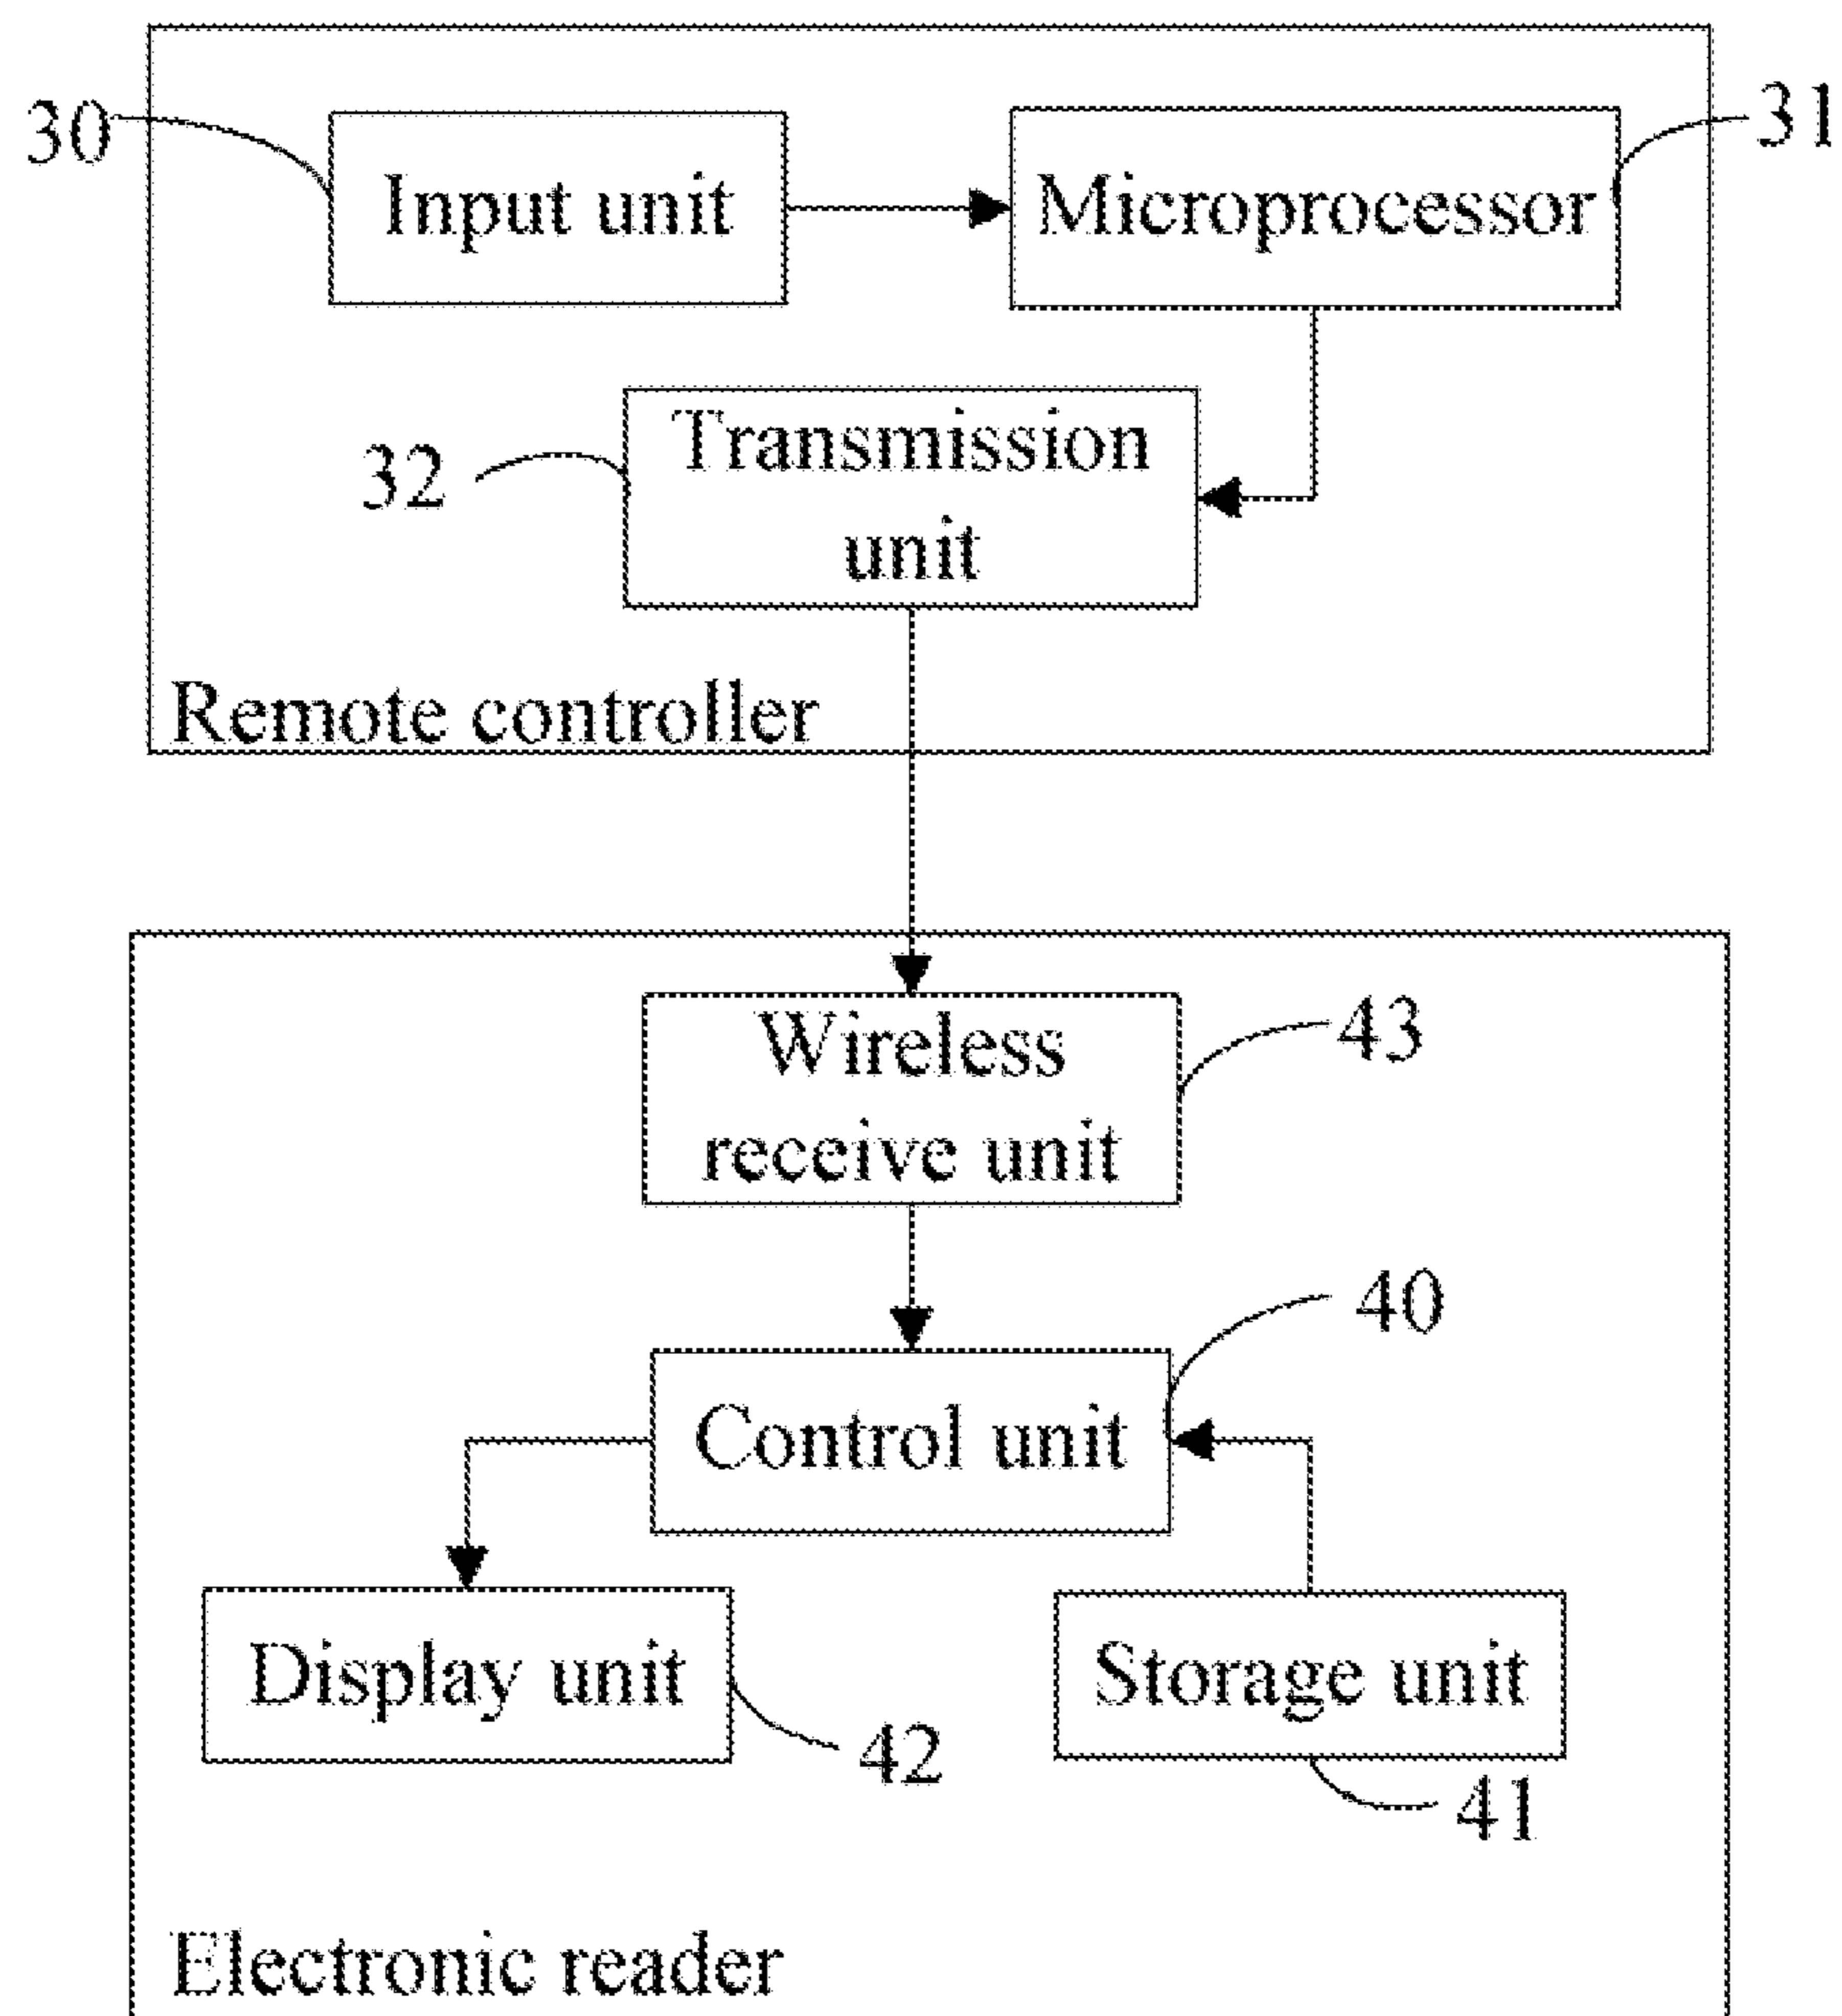 30
Input unit
Microprocessor
31
32
Transmission
unit
Remote controller
Wireless
receive unit
43
40
Control unit
Display unit
42
Storage unit
41
Electronic reader